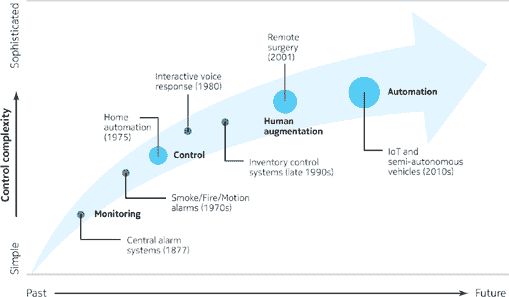 Sophisticated
Control complexity
Simple
Remote
surgery
(2001)
Interactive voice
response (1980)
Automation
Home
automation
(1975)
Human
augmentation
Control
IoT and
semi-autonomous
vehicles (2010s)
Inventory control
systems (late 1990s)
Smoke/Fire/Motion
alarms (1970s)
Monitoring
Central alarm
systems (1877)
Past
Future